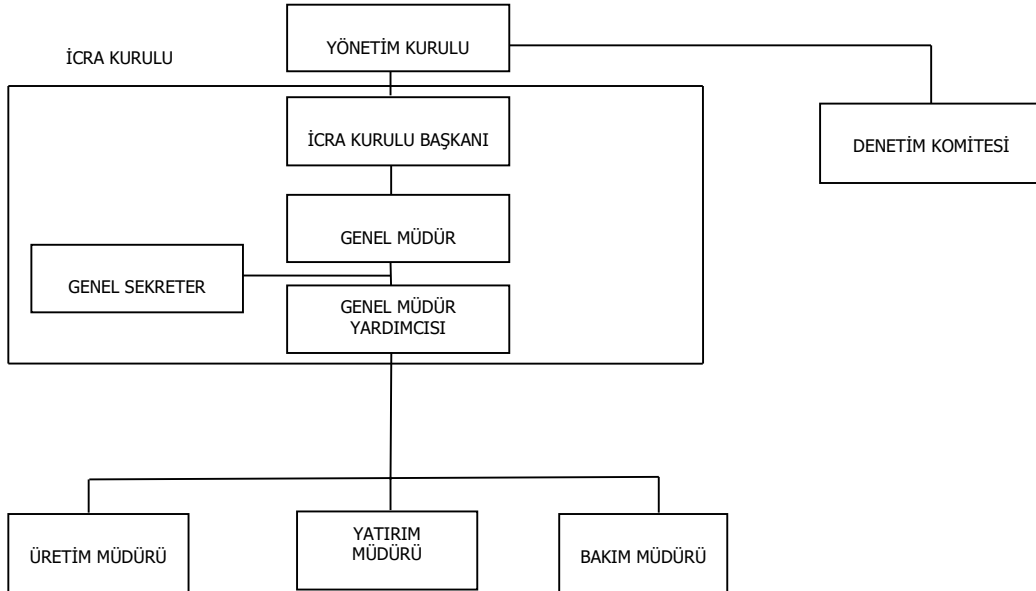 YÖNETİM KURULU
İCRA KURULU
İCRA KURULU BAŞKANI
DENETİM KOMİTESİ
GENEL MÜDÜR
GENEL SEKRETER
GENEL MÜDÜR
YARDIMCISI
ÜRETİM MÜDÜRÜ
YATIRIM
MÜDÜRÜ
BAKIM MÜDÜRÜ